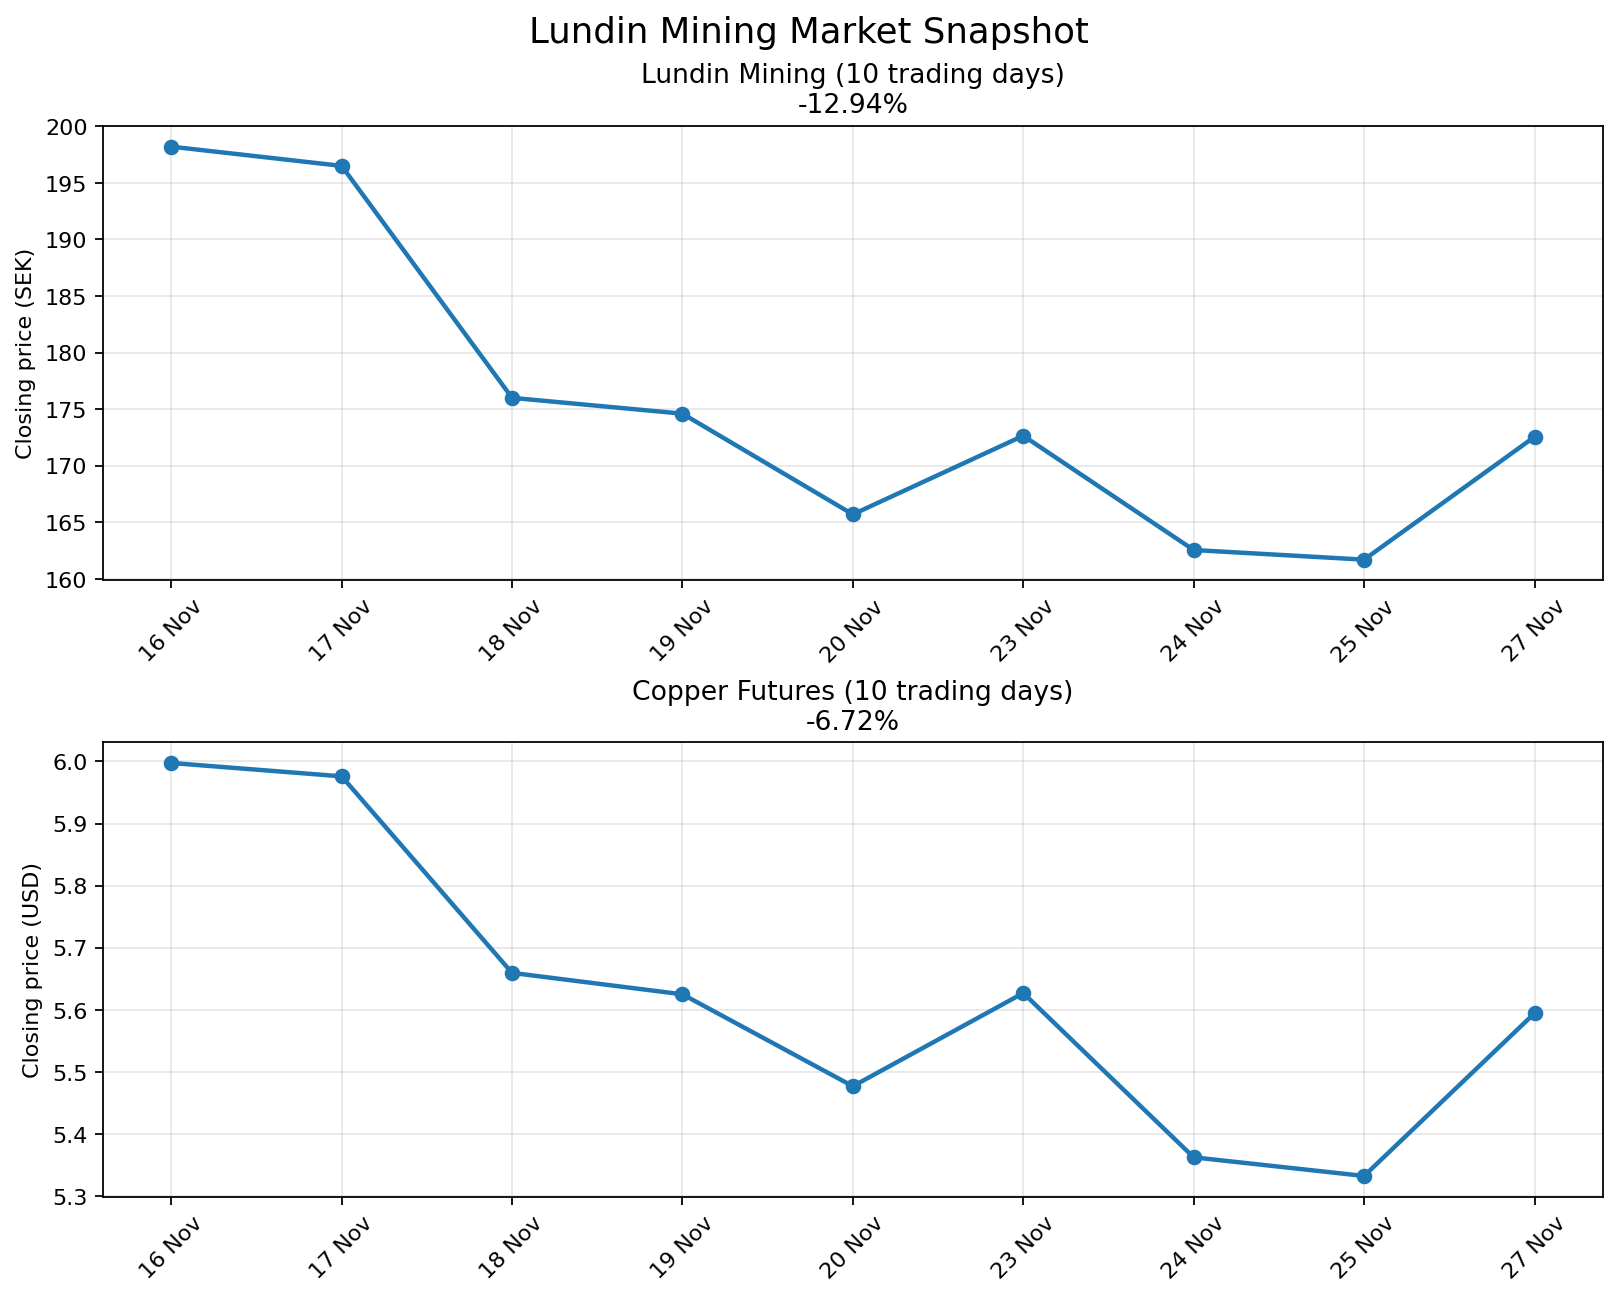 Lundin Mining Market Snapshot
Lundin Mining (10 trading days)
-12.94%
Closing price (SEK)
200
195
190
185
180
175
170
165
160
16 Nov
17 Nov
18 Nov
19 Nov
20 Nov
23 Nov
24 Nov
25 Nov
27 Nov
Copper Futures (10 trading days)
-6.72%
Closing price (USD)
6.0
5.9
5.8
5.7
5.6
5.5
5.4
5.3
16 Nov
17 Nov
18 Nov
19 Nov
20 Nov
23 Nov
24 Nov
25 Nov
27 Nov